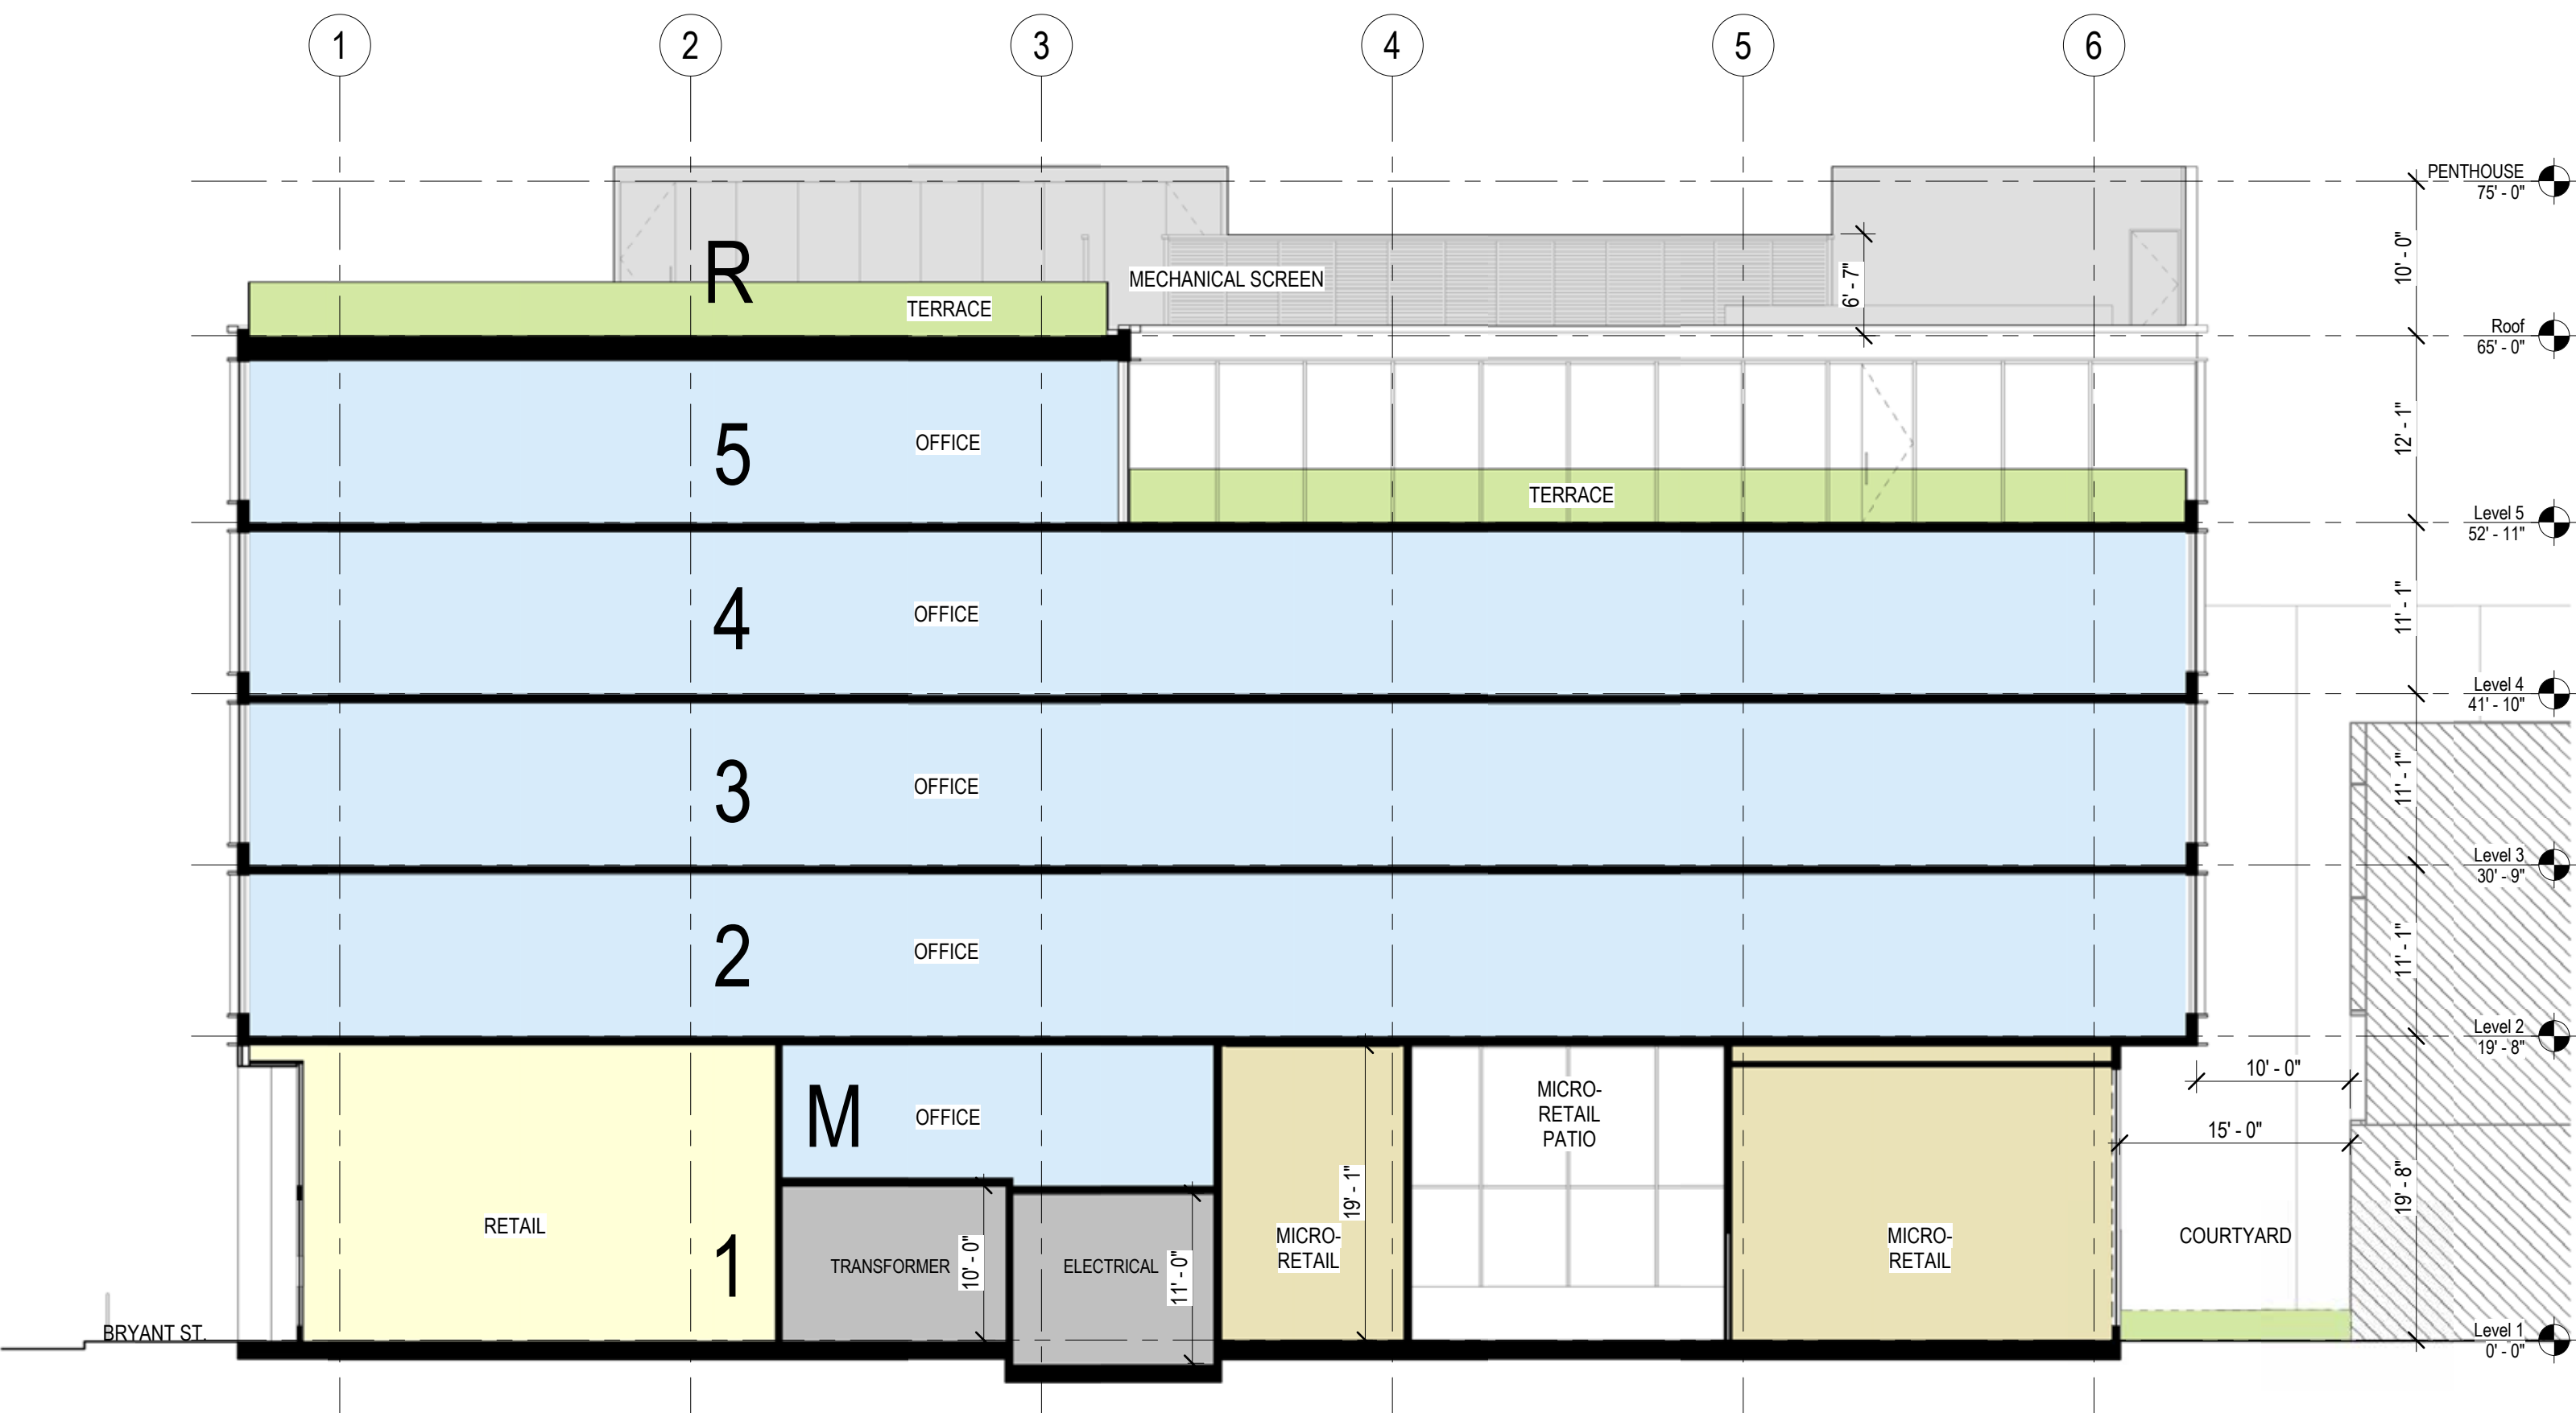 1 2 3 4 5 6
PENTHOUSE
75' - 0"
10' - 0"
R
MECHANICAL SCREEN
6' - 7"
TERRACE
Roof
65' - 0"
12' - 1"
5
OFFICE
TERRACE
Level 5
52' - 11"
11' - 1"
4
OFFICE
Level 4
41' - 10"
11' - 1"
3
OFFICE
Level 3
30' - 9"
11' - 1"
2
OFFICE
Level 2
19' - 8"
10' - 0"
M
OFFICE
MICRO-
RETAIL
PATIO
15' - 0"
19' - 1"
19' - 8"
RETAIL
1
TRANSFORMER
10' - 0"
ELECTRICAL
11' - 0"
MICRO-
RETAIL
MICRO-
RETAIL
COURTYARD
BRYANT ST.
Level 1
0' - 0"